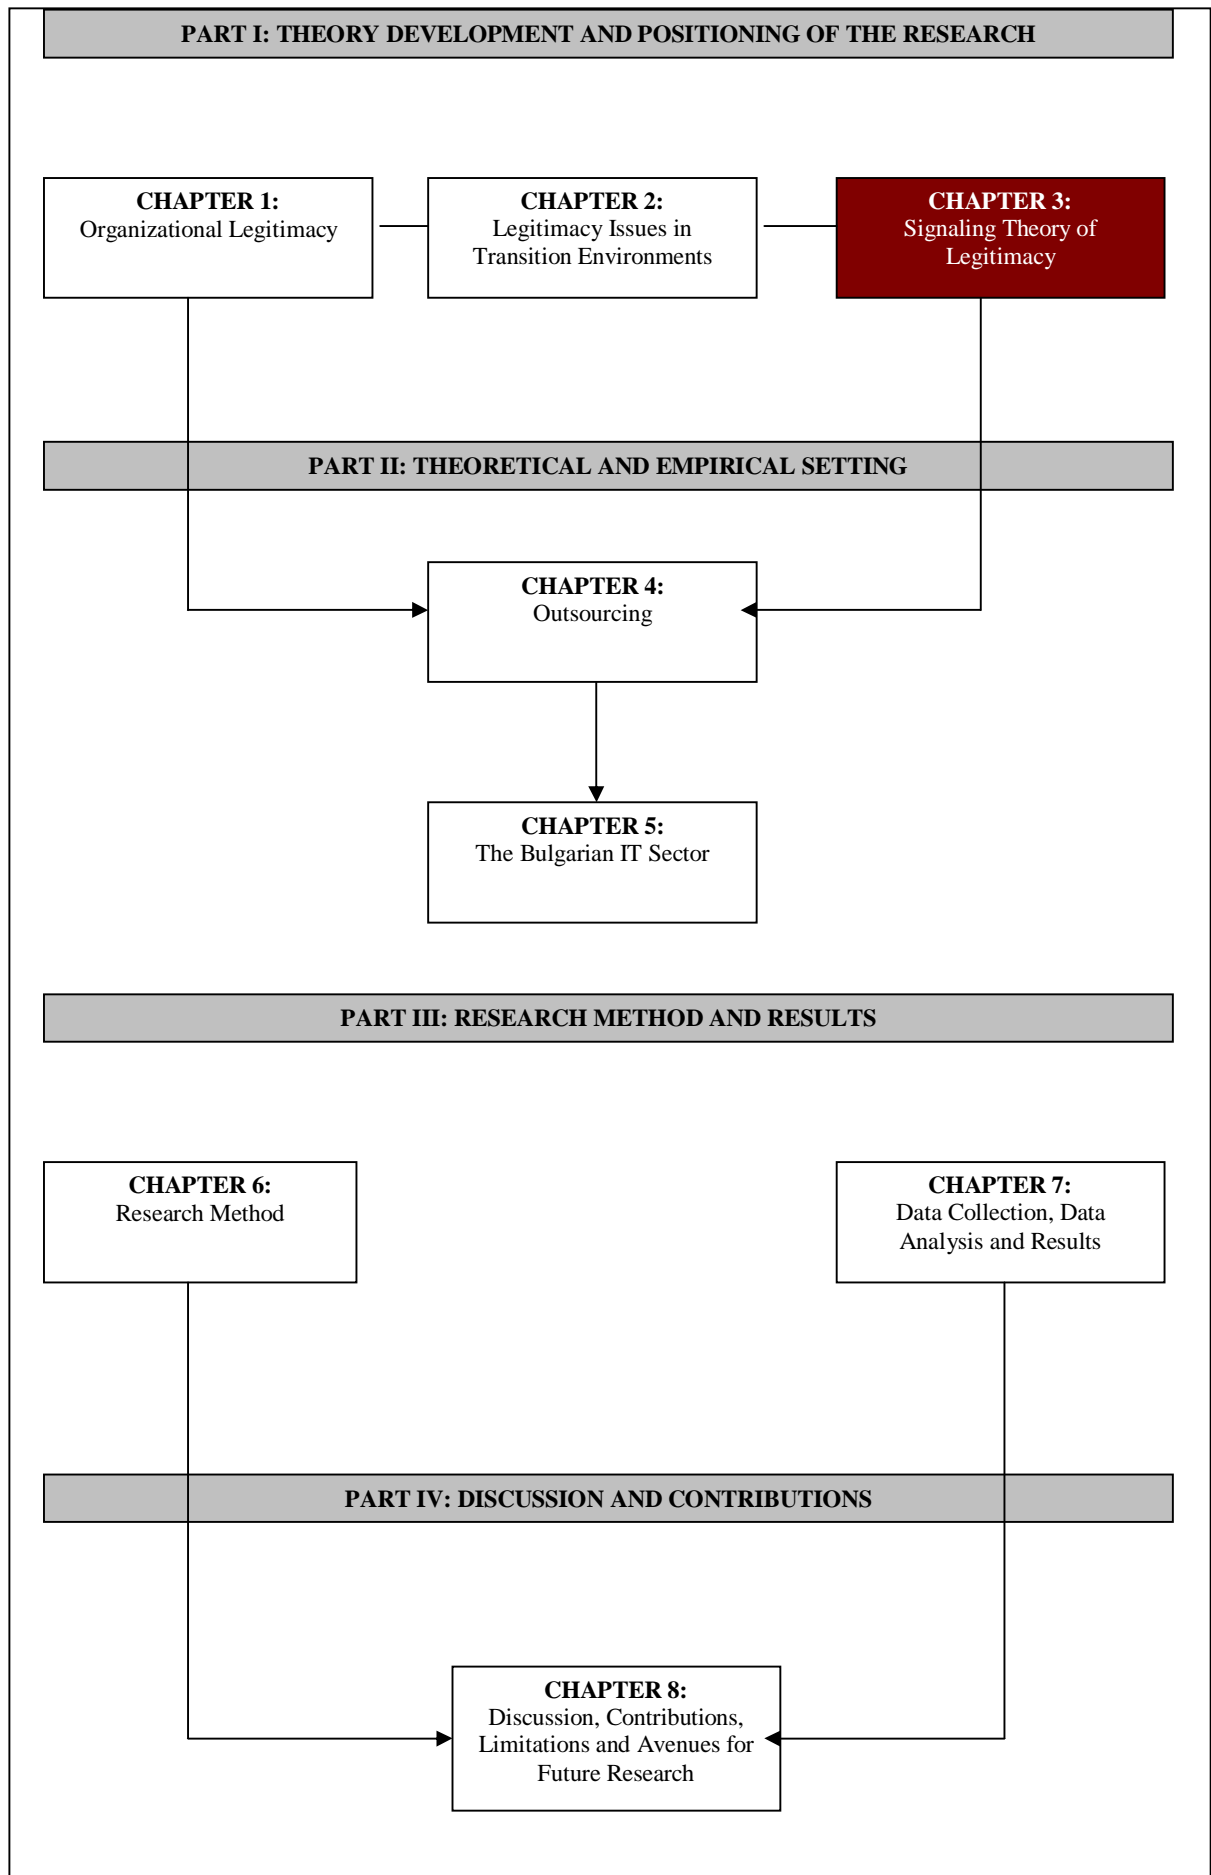 PART I: THEORY DEVELOPMENT AND POSITIONING OF THE RESEARCH
CHAPTER 1:
Organizational Legitimacy
CHAPTER 2:
Legitimacy Issues in
Transition Environments
CHAPTER 3:
Signaling Theory of
Legitimacy
PART II: THEORETICAL AND EMPIRICAL SETTING
CHAPTER 4:
Outsourcing
CHAPTER 5:
The Bulgarian IT Sector
PART III: RESEARCH METHOD AND RESULTS
CHAPTER 6:
Research Method
CHAPTER 7:
Data Collection, Data
Analysis and Results
PART IV: DISCUSSION AND CONTRIBUTIONS
CHAPTER 8:
Discussion, Contributions,
Limitations and Avenues for
Future Research